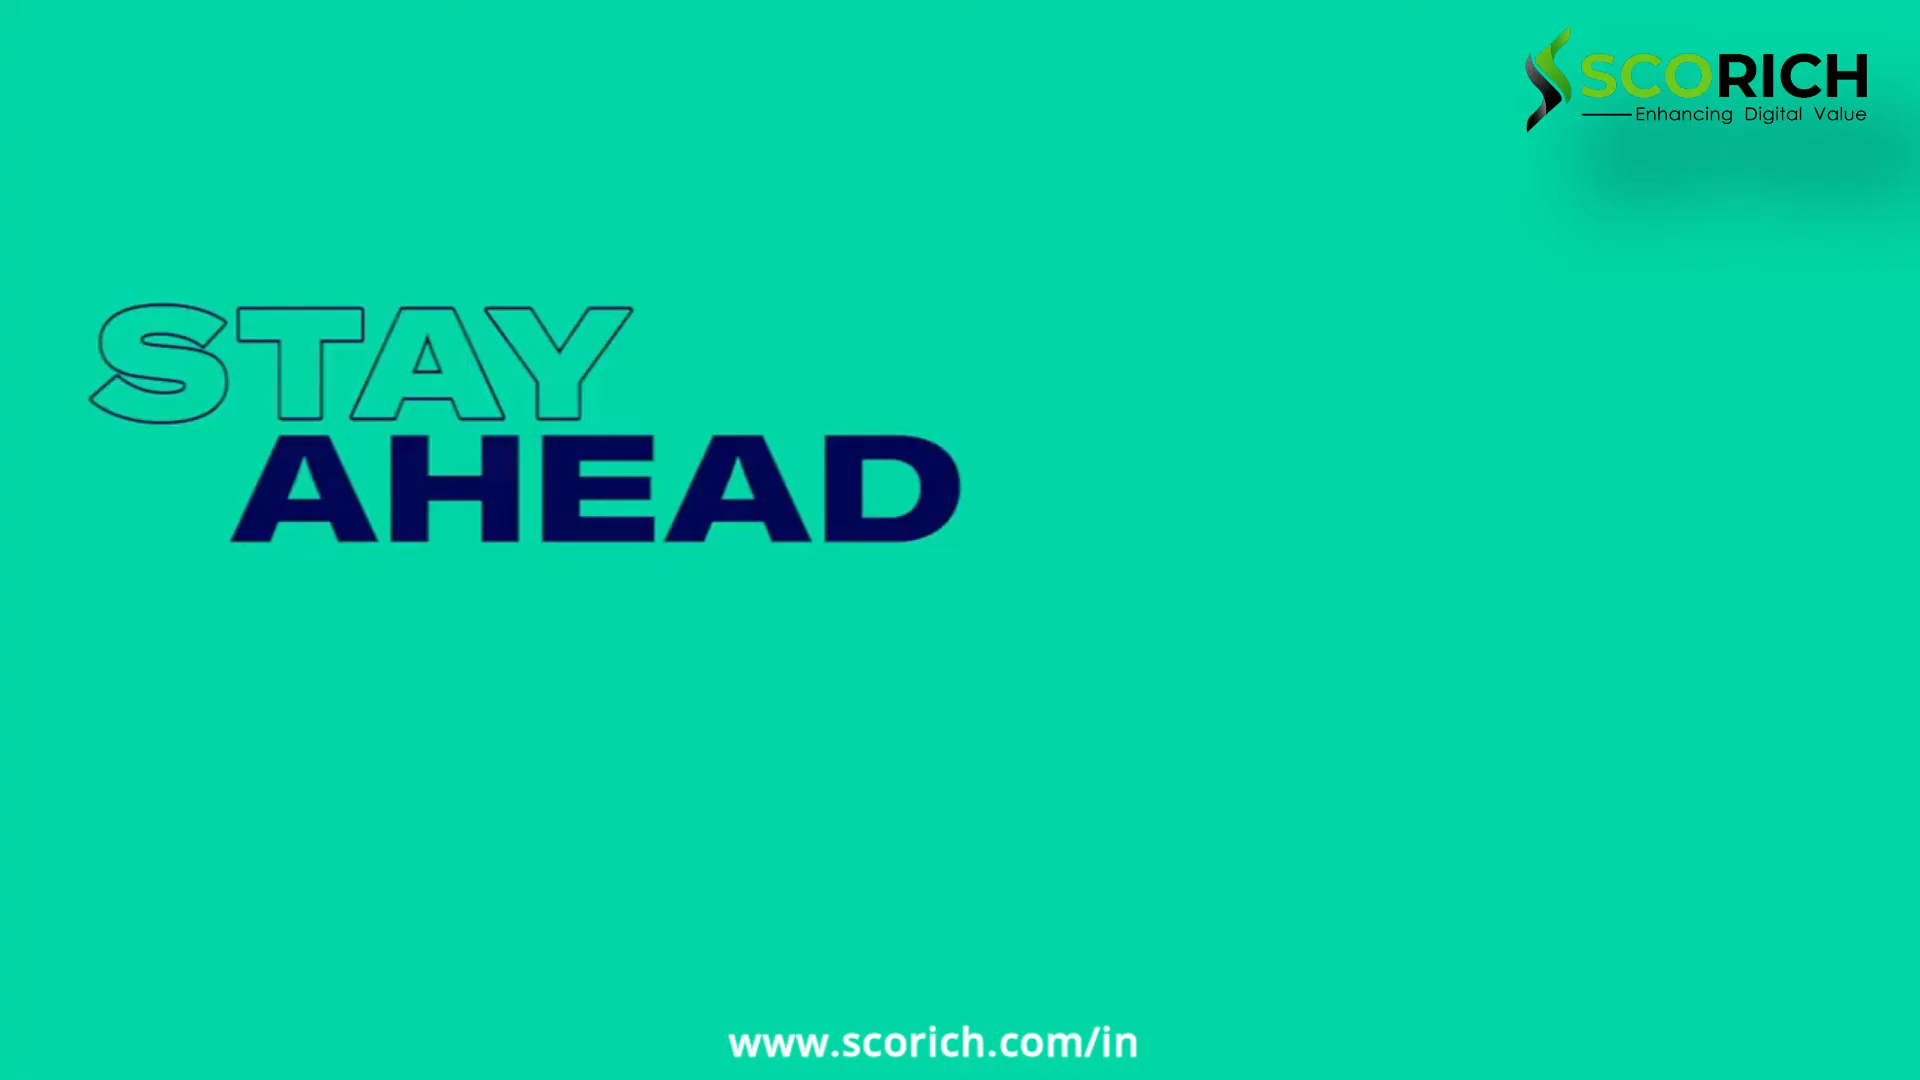 SCORICH
Enhancing Digital Value
STAY
AHEAD
www.scorich.com/in